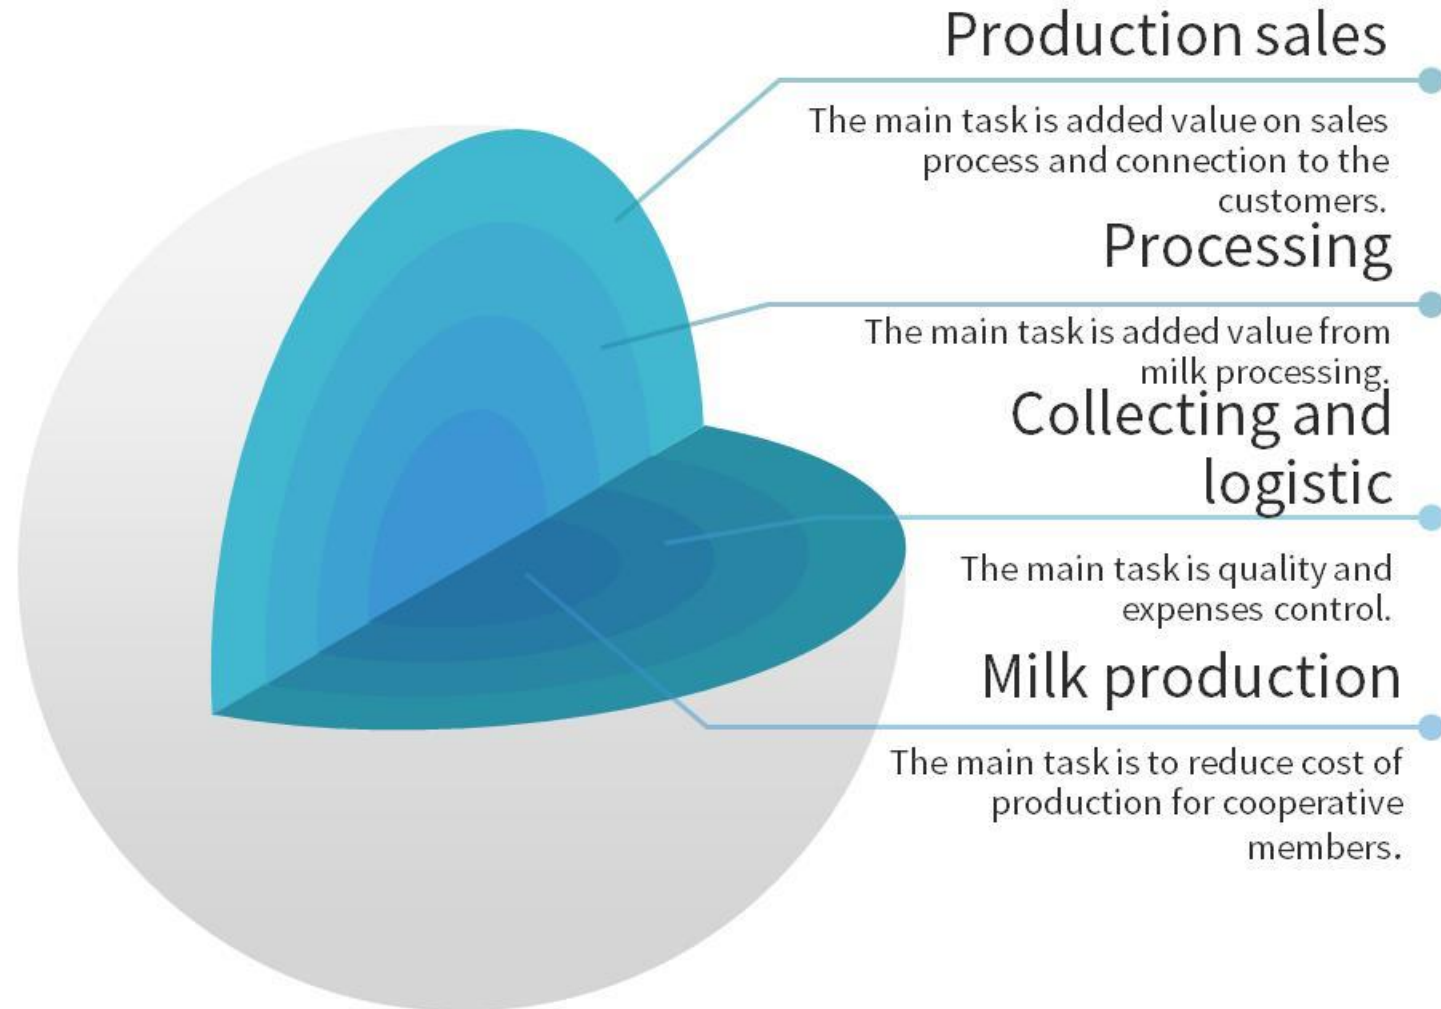 Production sales
The main task is added value on sales
process and connection to the
customers.
Processing
The main task is added value from
milk processing.
Collecting and
logistic
The main task is quality and
expenses control.
Milk production
The main task is to reduce cost of
production for cooperative
members.